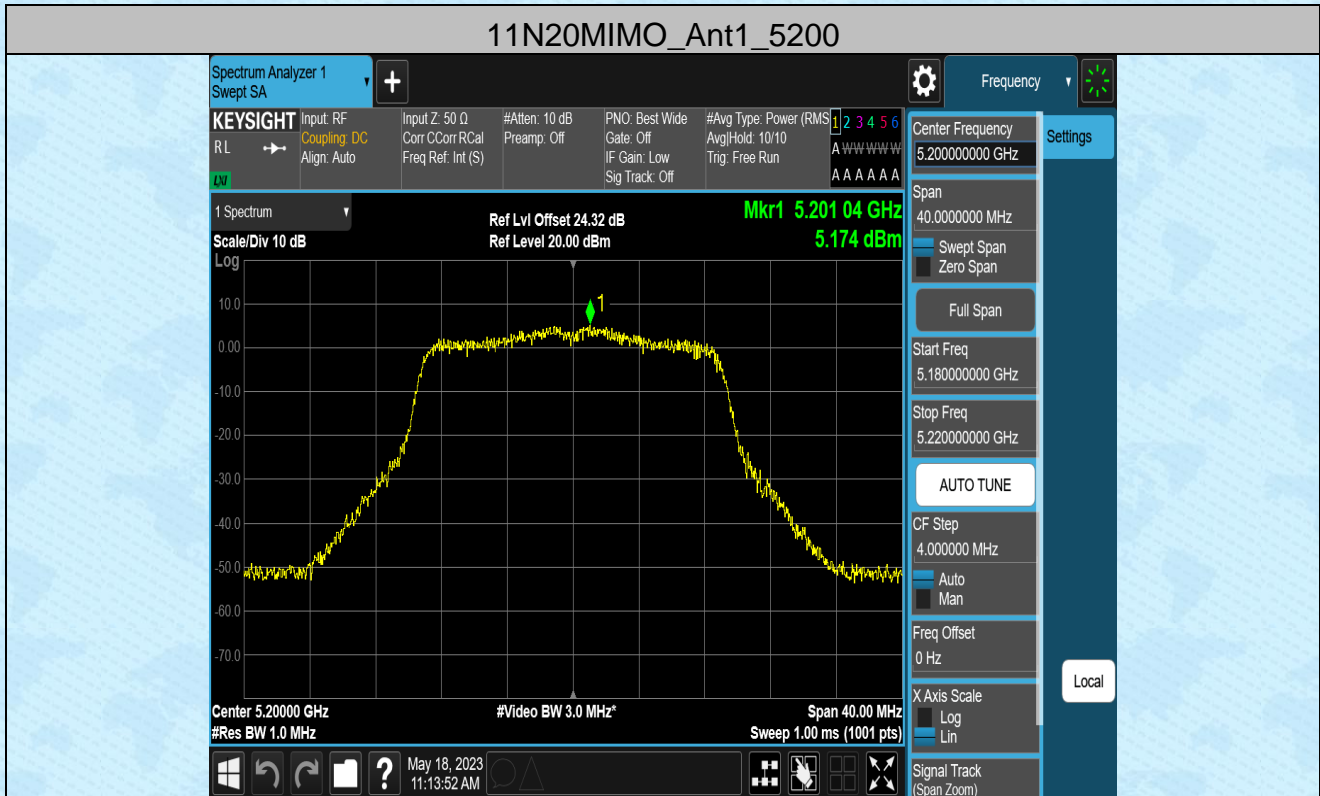 11N20MIMO_Ant1_5200
Spectrum Analyzer 1
Swept SA
+
Frequency
KEYSIGHT
R L
LXI
Input: RF
Coupling: DC
Align: Auto
Input Z: 50 Ω
Corr CCorr RCal
Freq Ref: Int (S)
#Atten: 10 dB
Preamp: Off
PNO: Best Wide
Gate: Off
IF Gain: Low
Sig Track: Off
#Avg Type: Power (RMS
Avg|Hold: 10/10
Trig: Free Run
1 2 3 4 5 6
A W W W W W
A A A A A A
1 Spectrum
Scale/Div 10 dB
Log
Ref Lvl Offset 24.32 dB
Ref Level 20.00 dBm
Mkr1 5.201 04 GHz
5.174 dBm
1
10.0
0.00
-10.0
-20.0
-30.0
-40.0
-50.0
-60.0
-70.0
Center 5.20000 GHz
#Res BW 1.0 MHz
#Video BW 3.0 MHz*
Span 40.00 MHz
Sweep 1.00 ms (1001 pts)
?
May 18, 2023
11:13:52 AM
Center Frequency
5.200000000 GHz
Settings
Span
40.0000000 MHz
Swept Span
Zero Span
Full Span
Start Freq
5.180000000 GHz
Stop Freq
5.220000000 GHz
AUTO TUNE
CF Step
4.000000 MHz
Auto
Man
Freq Offset
0 Hz
X Axis Scale
Log
Lin
Local
Signal Track
(Span Zoom)